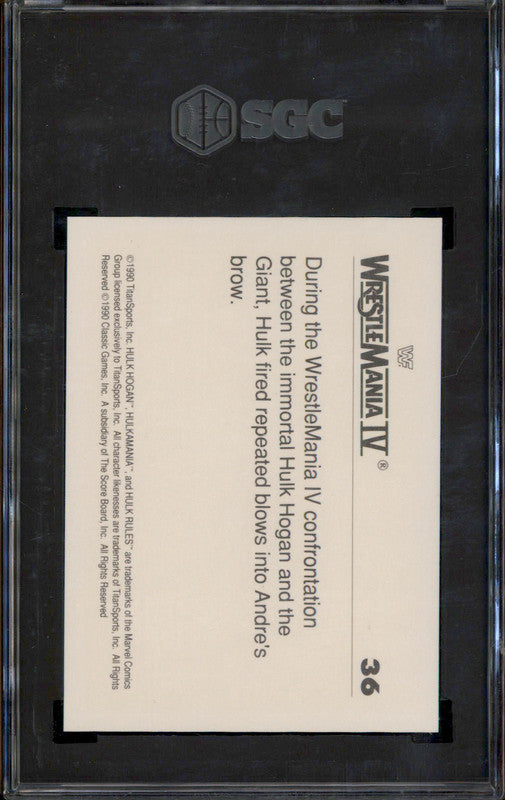 SGC
WF
WRESTLEMANIA IV®
36
During the WrestleMania IV confrontation
between the immortal Hulk Hogan and the
Giant, Hulk fired repeated blows into Andre's
brow.
©1990 TitanSports, Inc. HULK HOGAN™, HULKAMANIA™, and HULK RULES™ are trademarks of the Marvel Comics
Group licensed exclusively to TitanSports, Inc. All character likenesses are trademarks of TitanSports, Inc. All Rights
Reserved ©1990 Classic Games, Inc. A subsidiary of The Score Board, Inc. All Rights Reserved